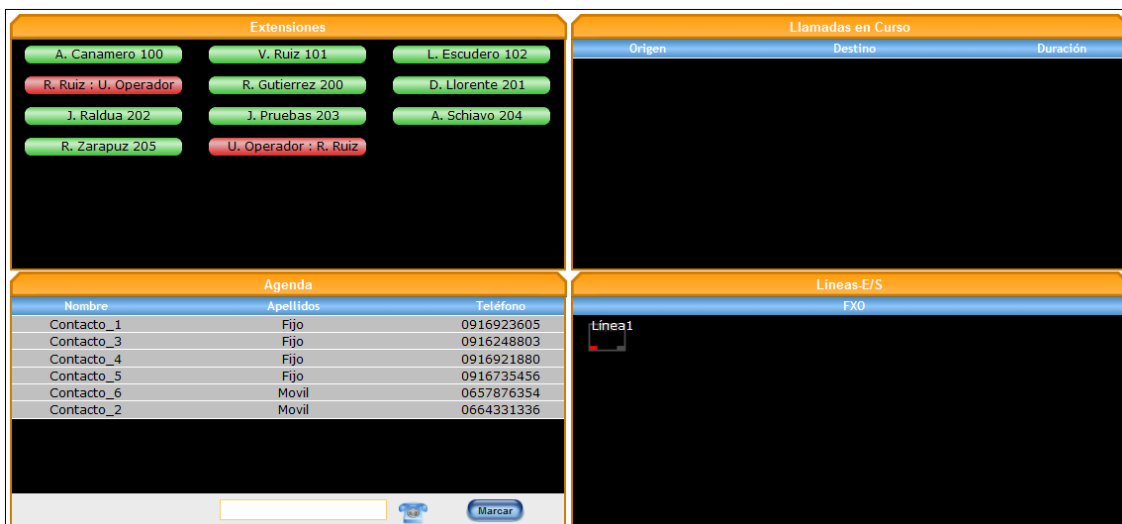 Extensiones
A. Canamero 100 V. Ruiz 101 L. Escudero 102
R. Ruiz : U. Operador R. Gutierrez 200 D. Llorente 201
J. Raldua 202 J. Pruebas 203 A. Schiavo 204
R. Zarapuz 205 U. Operador : R. Ruiz
Llamadas en Curso
Origen Destino Duración
Agenda
Nombre Apellidos Teléfono
Contacto_1 Fijo 0916923605
Contacto_3 Fijo 0916248803
Contacto_4 Fijo 0916921880
Contacto_5 Fijo 0916735456
Contacto_6 Movil 0657876354
Contacto_2 Movil 0664331336
Marcar
Líneas-E/S
FXO
Línea1